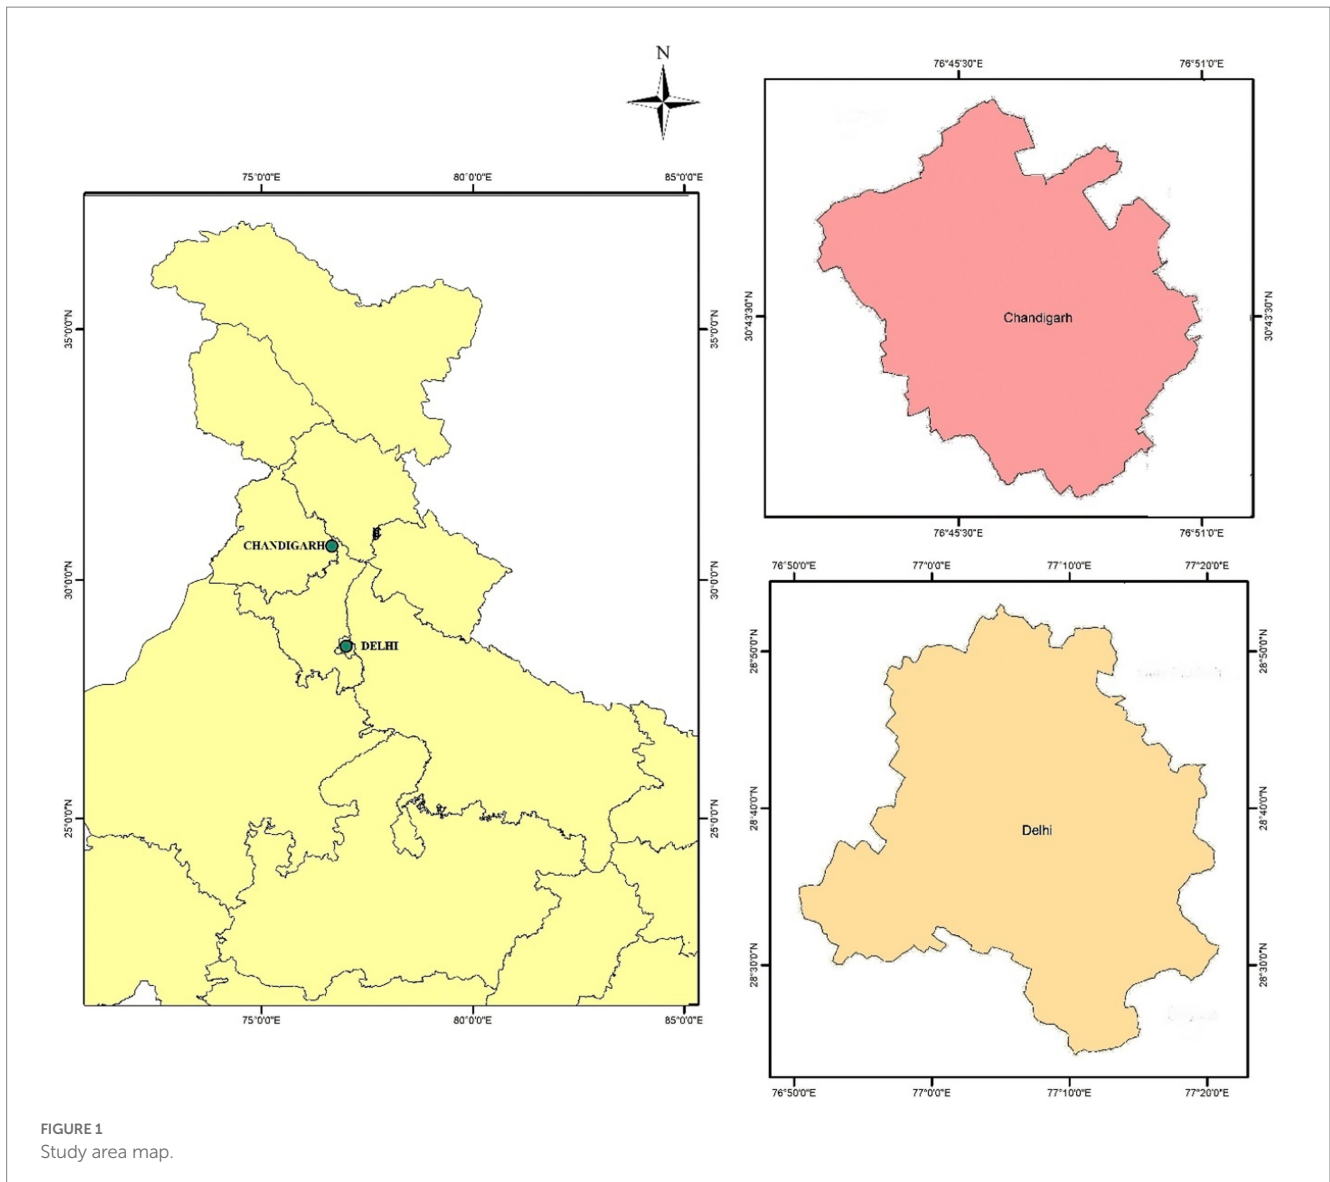 N
75°0'0"E 80°0'0"E 85°0'0"E
35°0'0"N 35°0'0"N
CHANDIGARH
30°0'0"N 30°0'0"N
DELHI
25°0'0"N 25°0'0"N
75°0'0"E 80°0'0"E 85°0'0"E
76°45'30"E 76°51'0"E
30°43'30"N 30°43'30"N
Chandigarh
76°45'30"E 76°51'0"E
76°50'0"E 77°0'0"E 77°10'0"E 77°20'0"E
28°50'0"N 28°50'0"N
28°40'0"N 28°40'0"N
Delhi
28°30'0"N 28°30'0"N
76°50'0"E 77°0'0"E 77°10'0"E 77°20'0"E
FIGURE 1
Study area map.